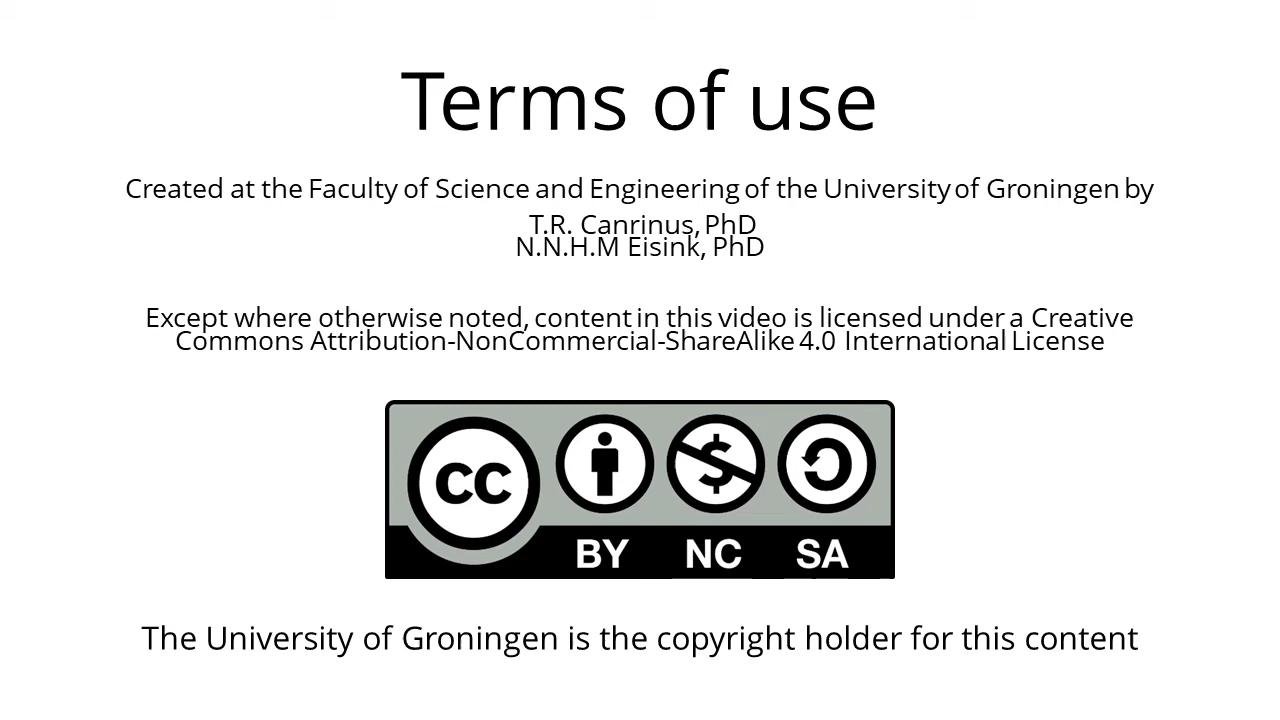 Terms of use
Created at the Faculty of Science and Engineering of the University of Groningen by
T.R. Canrinus, PhD
N.N.H.M Eisink, PhD
Except where otherwise noted, content in this video is licensed under a Creative
Commons Attribution-NonCommercial-ShareAlike 4.0 International License
CC
BY NC SA
The University of Groningen is the copyright holder for this content